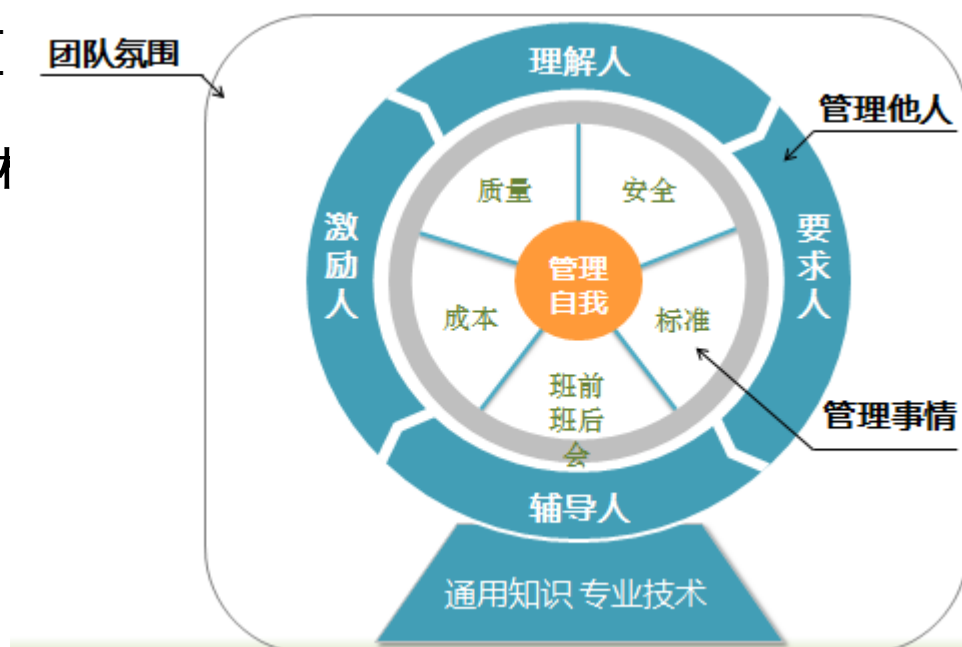 团队氛围
理解人
管理他人
质量
安全
激
励
人
要
求
人
管理
自我
成本
标准
班前
班后
会
管理事情
辅导人
通用知识 专业技术